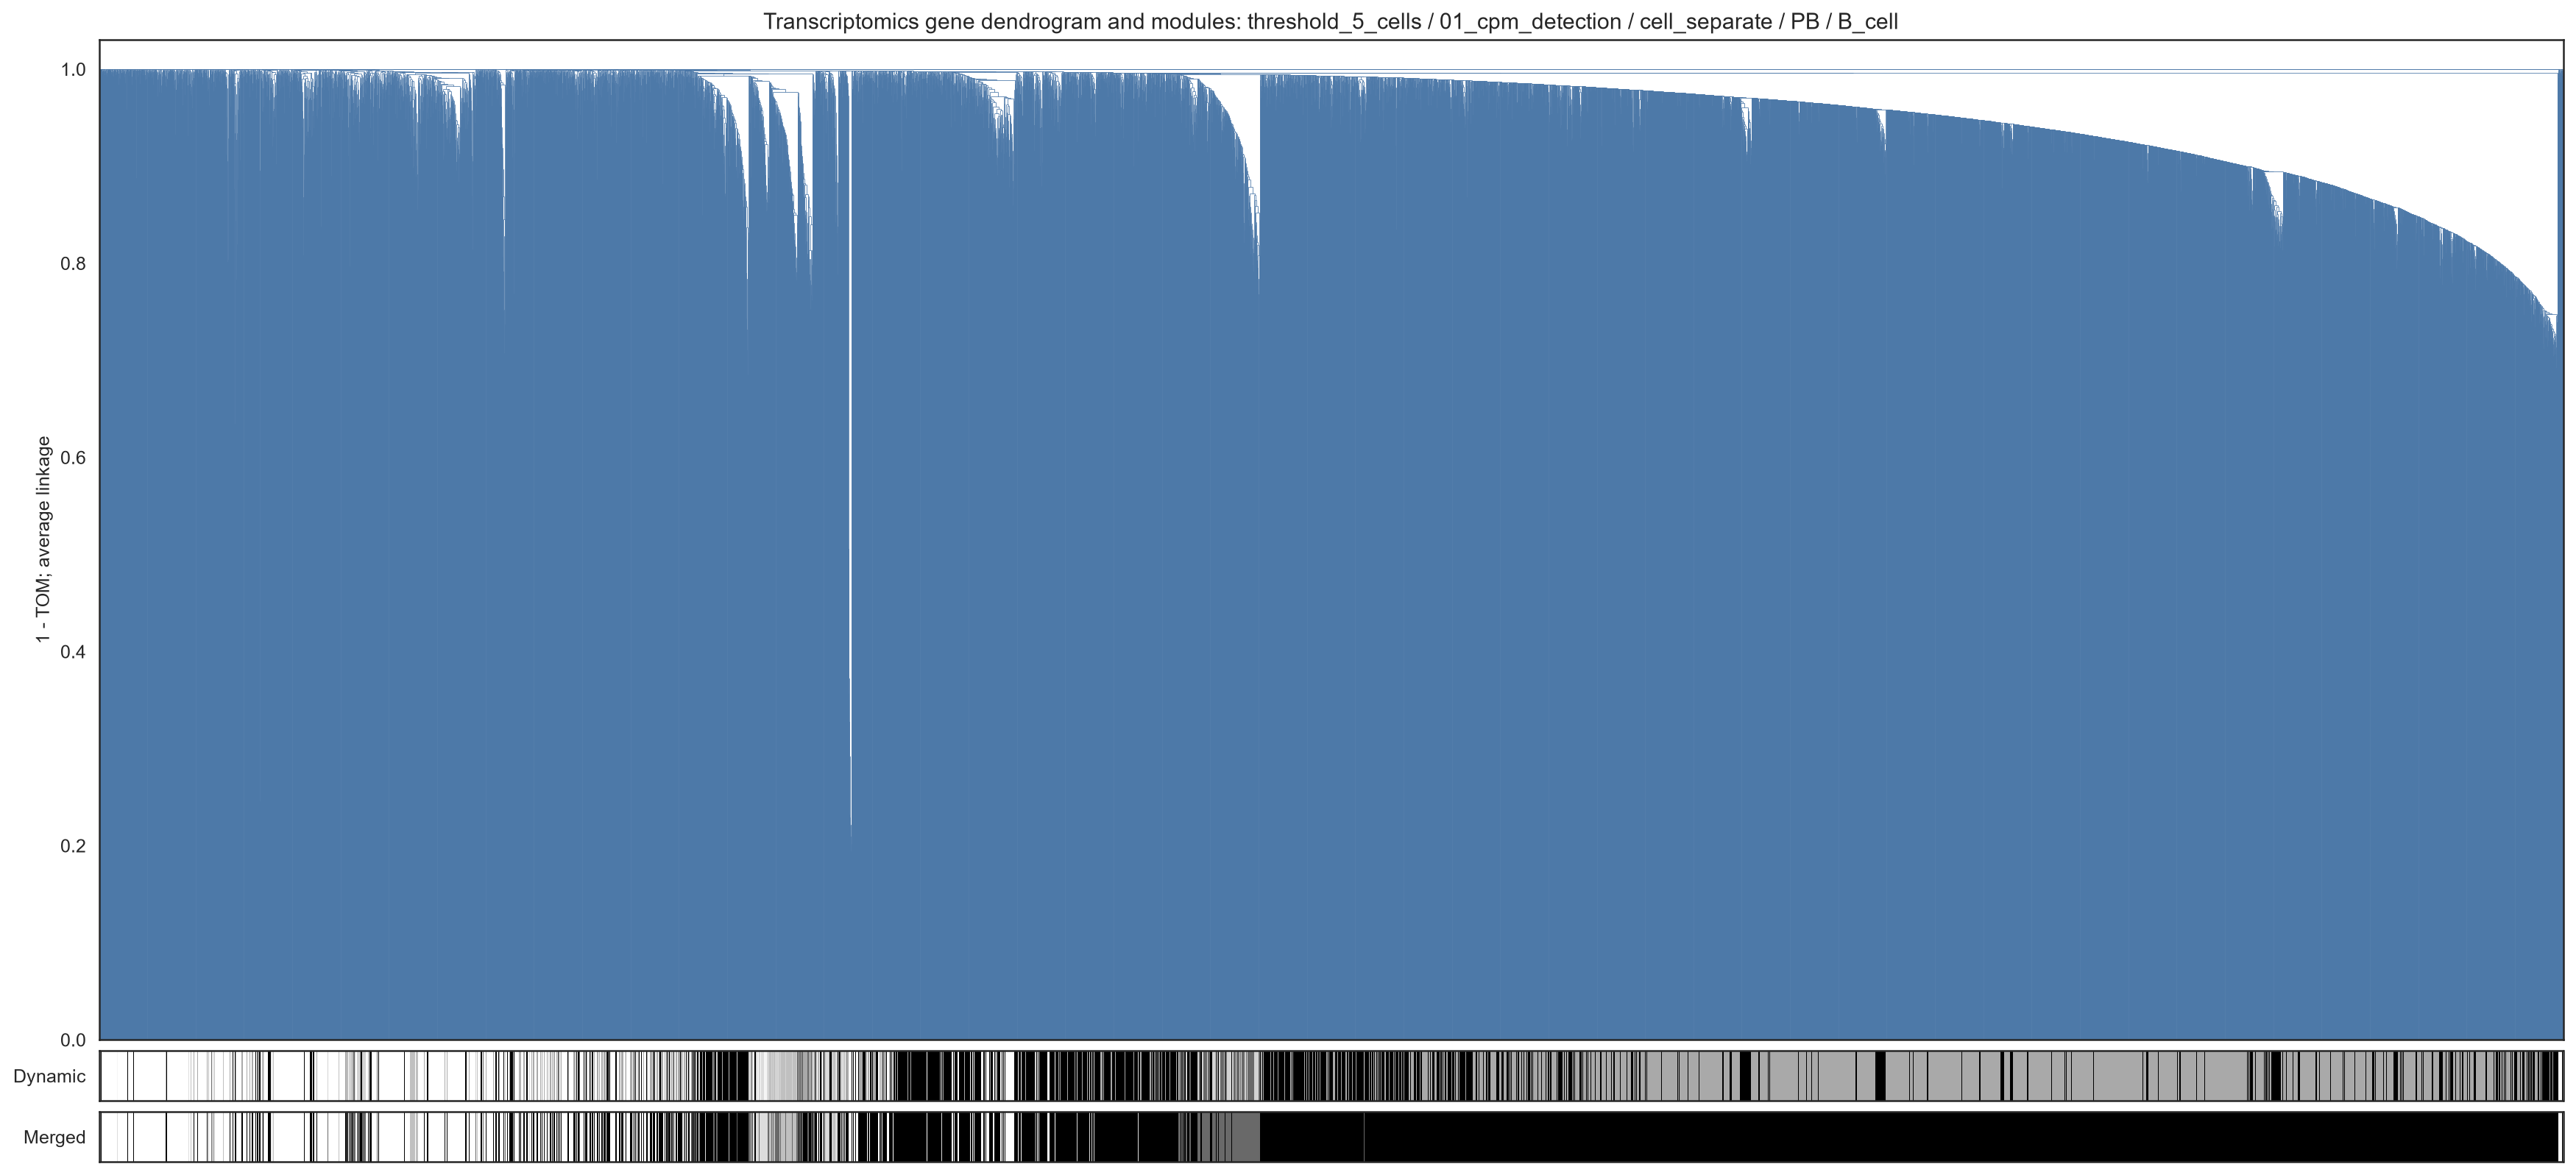 Transcriptomics gene dendrogram and modules: threshold_5_cells / 01_cpm_detection / cell_separate / PB / B_cell
1.0
0.8
0.6
0.4
0.2
0.0
1 - TOM; average linkage
Dynamic
Merged